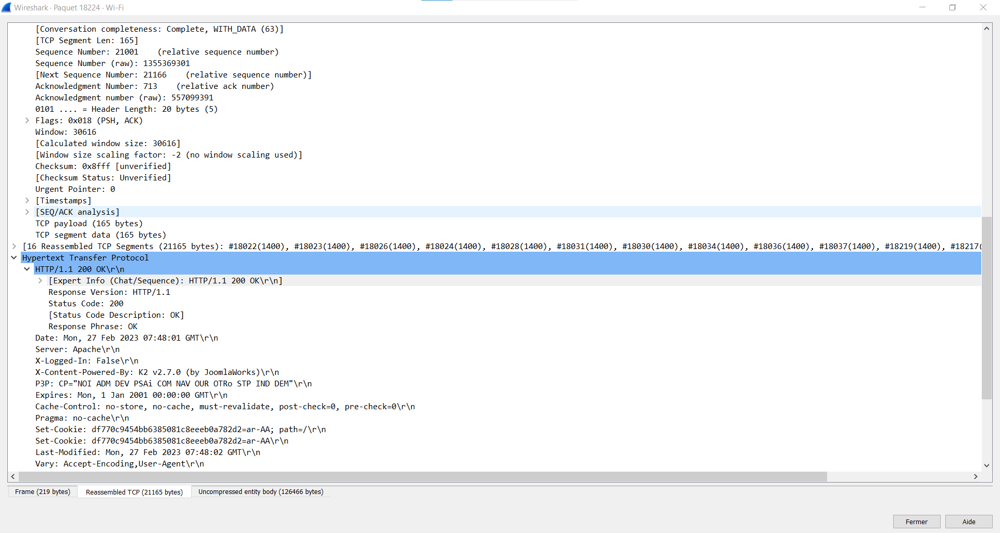 Wireshark · Paquet 18224 · Wi-Fi
[Conversation completeness: Complete, WITH_DATA (63)]
[TCP Segment Len: 165]
Sequence Number: 21001    (relative sequence number)
Sequence Number (raw): 1355369301
[Next Sequence Number: 21166    (relative sequence number)]
Acknowledgment Number: 713    (relative ack number)
Acknowledgment number (raw): 557099391
0101 .... = Header Length: 20 bytes (5)
Flags: 0x018 (PSH, ACK)
Window: 30616
[Calculated window size: 30616]
[Window size scaling factor: -2 (no window scaling used)]
Checksum: 0x8fff [unverified]
[Checksum Status: Unverified]
Urgent Pointer: 0
[Timestamps]
[SEQ/ACK analysis]
TCP payload (165 bytes)
TCP segment data (165 bytes)
[16 Reassembled TCP Segments (21165 bytes): #18022(1400), #18023(1400), #18026(1400), #18024(1400), #18028(1400), #18031(1400), #18030(1400), #18034(1400), #18036(1400), #18037(1400), #18219(1400), #18217(
Hypertext Transfer Protocol
HTTP/1.1 200 OK\r\n
[Expert Info (Chat/Sequence): HTTP/1.1 200 OK\r\n]
Response Version: HTTP/1.1
Status Code: 200
[Status Code Description: OK]
Response Phrase: OK
Date: Mon, 27 Feb 2023 07:48:01 GMT\r\n
Server: Apache\r\n
X-Logged-In: False\r\n
X-Content-Powered-By: K2 v2.7.0 (by JoomlaWorks)\r\n
P3P: CP="NOI ADM DEV PSAi COM NAV OUR OTRo STP IND DEM"\r\n
Expires: Mon, 1 Jan 2001 00:00:00 GMT\r\n
Cache-Control: no-store, no-cache, must-revalidate, post-check=0, pre-check=0\r\n
Pragma: no-cache\r\n
Set-Cookie: df770c9454bb6385081c8eeeb0a782d2=ar-AA; path=/\r\n
Set-Cookie: df770c9454bb6385081c8eeeb0a782d2=ar-AA\r\n
Last-Modified: Mon, 27 Feb 2023 07:48:02 GMT\r\n
Vary: Accept-Encoding,User-Agent\r\n
Frame (219 bytes)    Reassembled TCP (21165 bytes)    Uncompressed entity body (126466 bytes)
Fermer    Aide